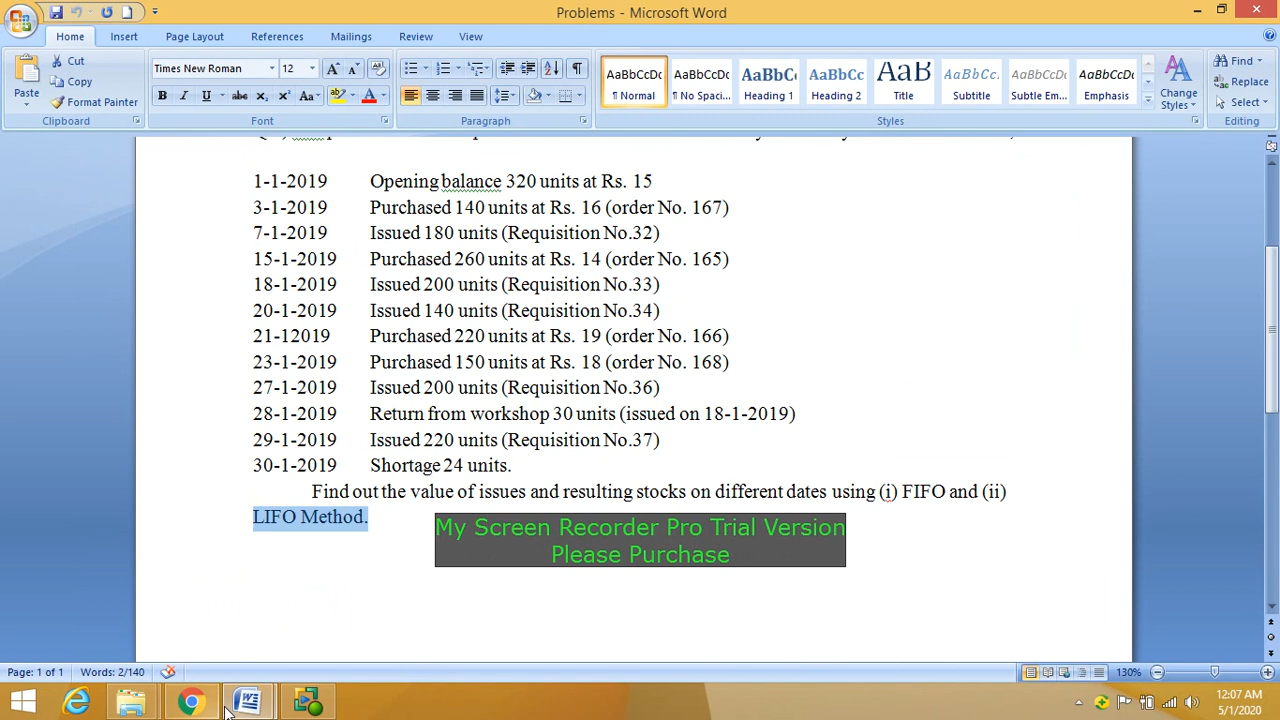 Problems - Microsoft Word
Home Insert Page Layout References Mailings Review View
Paste
Cut
Copy
Format Painter
Clipboard
Times New Roman 12
Font
Paragraph
AaBbCcDc AaBbCcDc AaBbC AaBbCc AaB AaBbCc. AaBbCcDc AaBbCcDc
¶ Normal ¶ No Spaci... Heading 1 Heading 2 Title Subtitle Subtle Em... Emphasis
Change Styles
Styles
Find
Replace
Select
Editing
1-1-2019 Opening balance 320 units at Rs. 15
3-1-2019 Purchased 140 units at Rs. 16 (order No. 167)
7-1-2019 Issued 180 units (Requisition No.32)
15-1-2019 Purchased 260 units at Rs. 14 (order No. 165)
18-1-2019 Issued 200 units (Requisition No.33)
20-1-2019 Issued 140 units (Requisition No.34)
21-12019 Purchased 220 units at Rs. 19 (order No. 166)
23-1-2019 Purchased 150 units at Rs. 18 (order No. 168)
27-1-2019 Issued 200 units (Requisition No.36)
28-1-2019 Return from workshop 30 units (issued on 18-1-2019)
29-1-2019 Issued 220 units (Requisition No.37)
30-1-2019 Shortage 24 units.
Find out the value of issues and resulting stocks on different dates using (i) FIFO and (ii)
LIFO Method.
My Screen Recorder Pro Trial Version
Please Purchase
Page: 1 of 1 Words: 2/140 130%
12:07 AM
5/1/2020